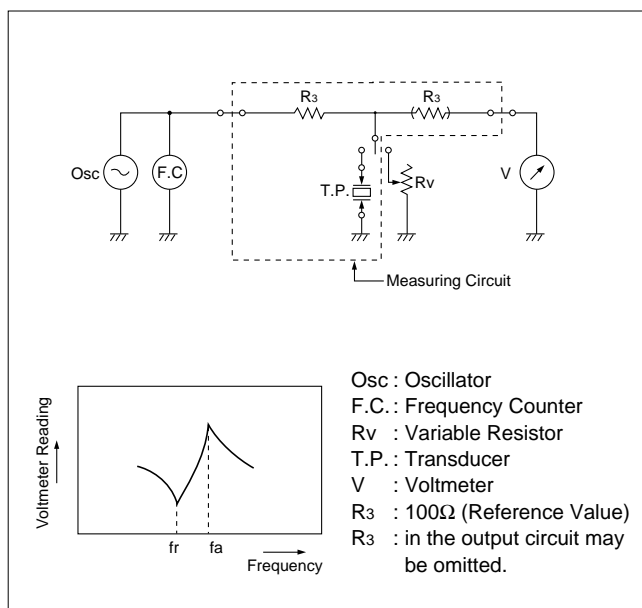 R3
R3
Osc
F.C
T.P.
Rv
V
Measuring Circuit
Voltmeter Reading
fr
fa
Frequency
Osc : Oscillator
F.C. : Frequency Counter
Rv : Variable Resistor
T.P. : Transducer
V : Voltmeter
R3 : 100Ω (Reference Value)
R3 : in the output circuit may
be omitted.